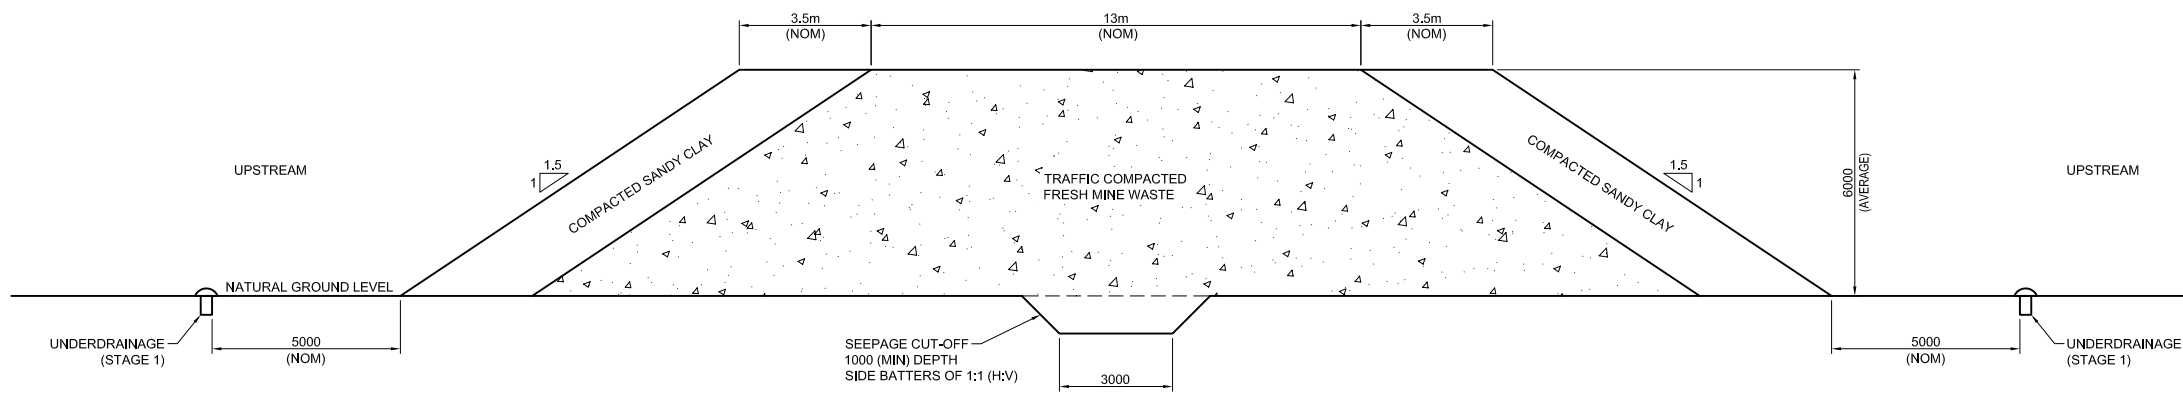 3.5m
(NOM)
13m
(NOM)
3.5m
(NOM)
UPSTREAM
1.5
1
COMPACTED SANDY CLAY
TRAFFIC COMPACTED
FRESH MINE WASTE
COMPACTED SANDY CLAY
1.5
1
6000
(AVERAGE)
UPSTREAM
NATURAL GROUND LEVEL
UNDERDRAINAGE
(STAGE 1)
5000
(NOM)
SEEPAGE CUT-OFF
1000 (MIN) DEPTH
SIDE BATTERS OF 1:1 (H:V)
3000
5000
(NOM)
UNDERDRAINAGE
(STAGE 1)